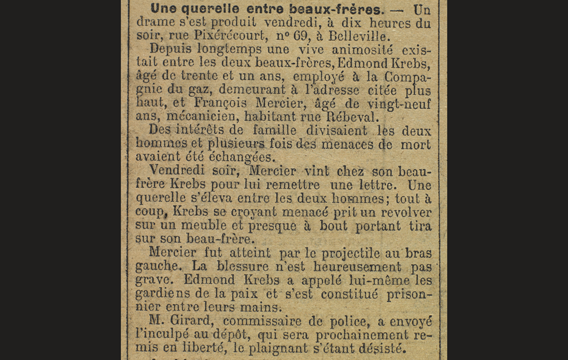 Une querelle entre beaux-frères. — Un
drame s'est produit vendredi, à dix heures du
soir, rue Pixérécourt, n° 69, à Belleville.
Depuis longtemps une vive animosité exis-
tait entre les deux beaux-frères, Edmond Krebs,
âgé de trente et un ans, employé à la Compa-
gnie du gaz, demeurant à l'adresse citée plus
haut, et François Mercier, âgé de vingt-neuf
ans, mécanicien, habitant rue Rébeval.
Des intérêts de famille divisaient les deux
hommes et plusieurs fois des menaces de mort
avaient été échangées.
Vendredi soir, Mercier vint chez son beau-
frère Krebs pour lui remettre une lettre. Une
querelle s'éleva entre les deux hommes; tout à
coup, Krebs se croyant menacé prit un revolver
sur un meuble et presque à bout portant tira
sur son beau-frère.
Mercier fut atteint par le projectile au bras
gauche. La blessure n'est heureusement pas
grave. Edmond Krebs a appelé lui-même les
gardiens de la paix et s'est constitué prison-
nier entre leurs mains.
M. Girard, commissaire de police, a envoyé
l'inculpé au dépôt, qui sera prochainement re-
mis en liberté, le plaignant s'étant désisté.